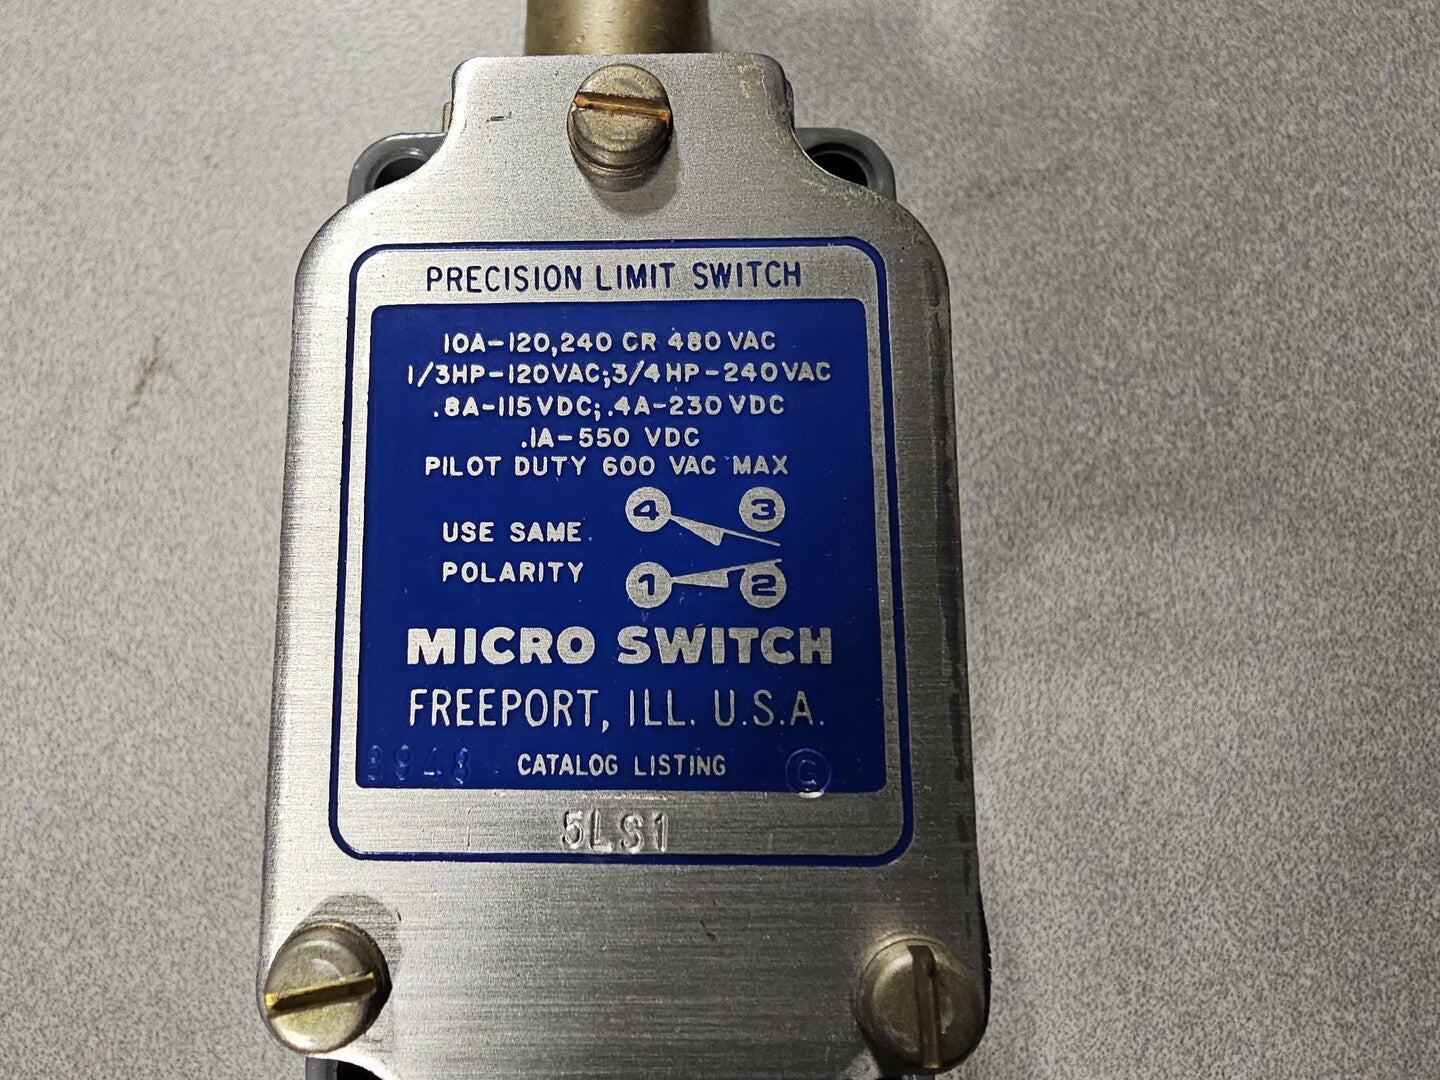 PRECISION LIMIT SWITCH
10A-120,240 CR 480 VAC
1/3HP-120VAC;3/4HP-240VAC
.8A-115VDC;.4A-230VDC
.1A-550 VDC
PILOT DUTY 600 VAC MAX
4 3
USE SAME
POLARITY
1 2
MICRO SWITCH
FREEPORT, ILL. U.S.A.
CATALOG LISTING G
5LS1